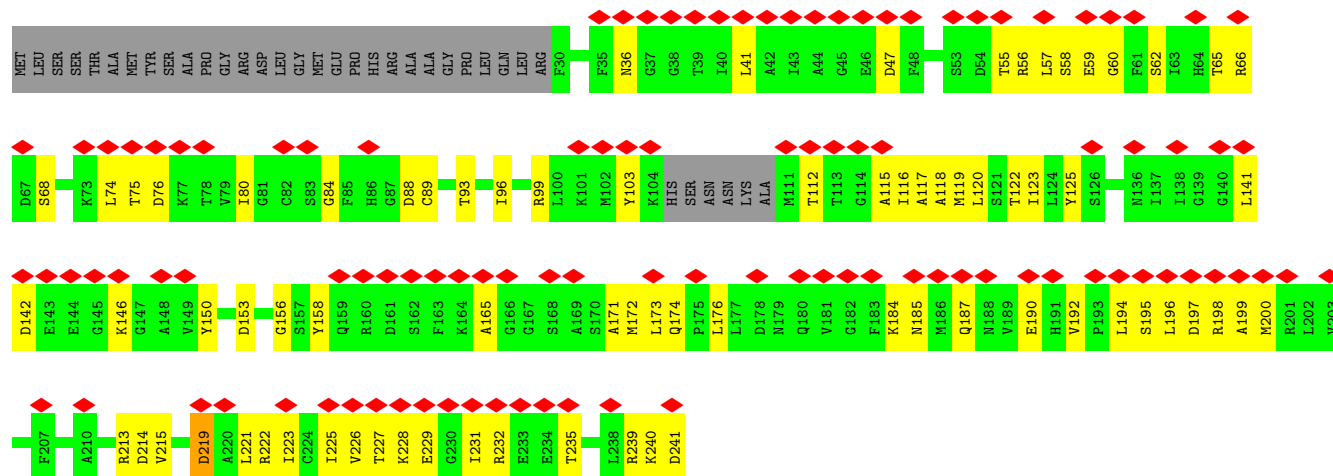 MET LEU SER SER THR ALA MET TYR SER ALA PRO GLY ARG ASP LEU GLY MET GLU PRO HIS ARG ALA ALA GLY PRO LEU GLN LEU ARG F30 F35 N36 G37 G38 T39 I40 L41 A42 I43 A44 G45 E46 D47 F48 S53 D54 T55 R56 L57 S58 E59 G60 F61 S62 I63 H64 T65 R66
D67 S68 K73 L74 T75 D76 K77 T78 V79 I80 G81 C82 S83 G84 F85 H86 G87 D88 C89 T93 I96 R99 L100 K101 M102 Y103 K104 HIS SER ASN ASN LYS ALA M111 T112 T113 G114 A115 I116 A117 A118 M119 L120 S121 T122 I123 L124 Y125 S126 N136 I137 I138 G139 G140 L141
D142 E143 E144 G145 K146 G147 A148 V149 Y150 D153 G156 S157 Y158 Q159 R160 D161 S162 F163 K164 A165 G166 G167 S168 A169 S170 A171 M172 L173 Q174 P175 L176 L177 D178 N179 Q180 V181 G182 F183 K184 N185 M186 Q187 N188 V189 E190 H191 V192 P193 L194 S195 L196 D197 R198 A199 M200 R201 L202 V203
F207 A210 R213 D214 V215 D219 A220 L221 R222 I223 C224 I225 V226 T227 K228 E229 G230 I231 R232 E233 E234 T235 L238 R239 K240 D241